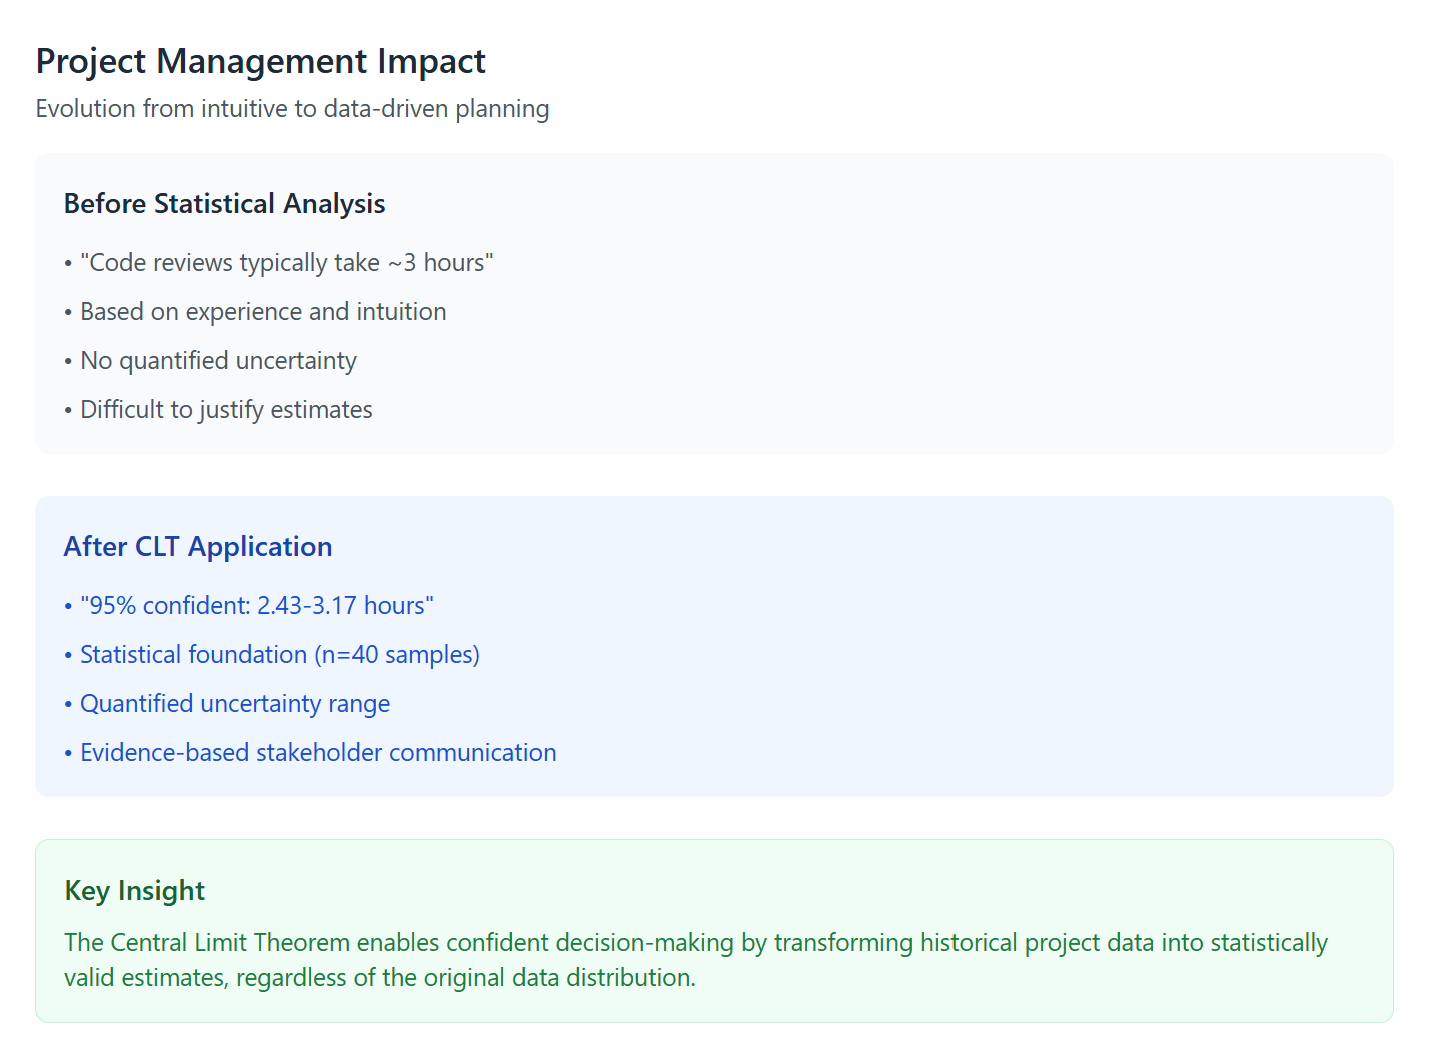 Project Management Impact
Evolution from intuitive to data-driven planning
Before Statistical Analysis
• "Code reviews typically take ~3 hours"
• Based on experience and intuition
• No quantified uncertainty
• Difficult to justify estimates
After CLT Application
• "95% confident: 2.43-3.17 hours"
• Statistical foundation (n=40 samples)
• Quantified uncertainty range
• Evidence-based stakeholder communication
Key Insight
The Central Limit Theorem enables confident decision-making by transforming historical project data into statistically
valid estimates, regardless of the original data distribution.